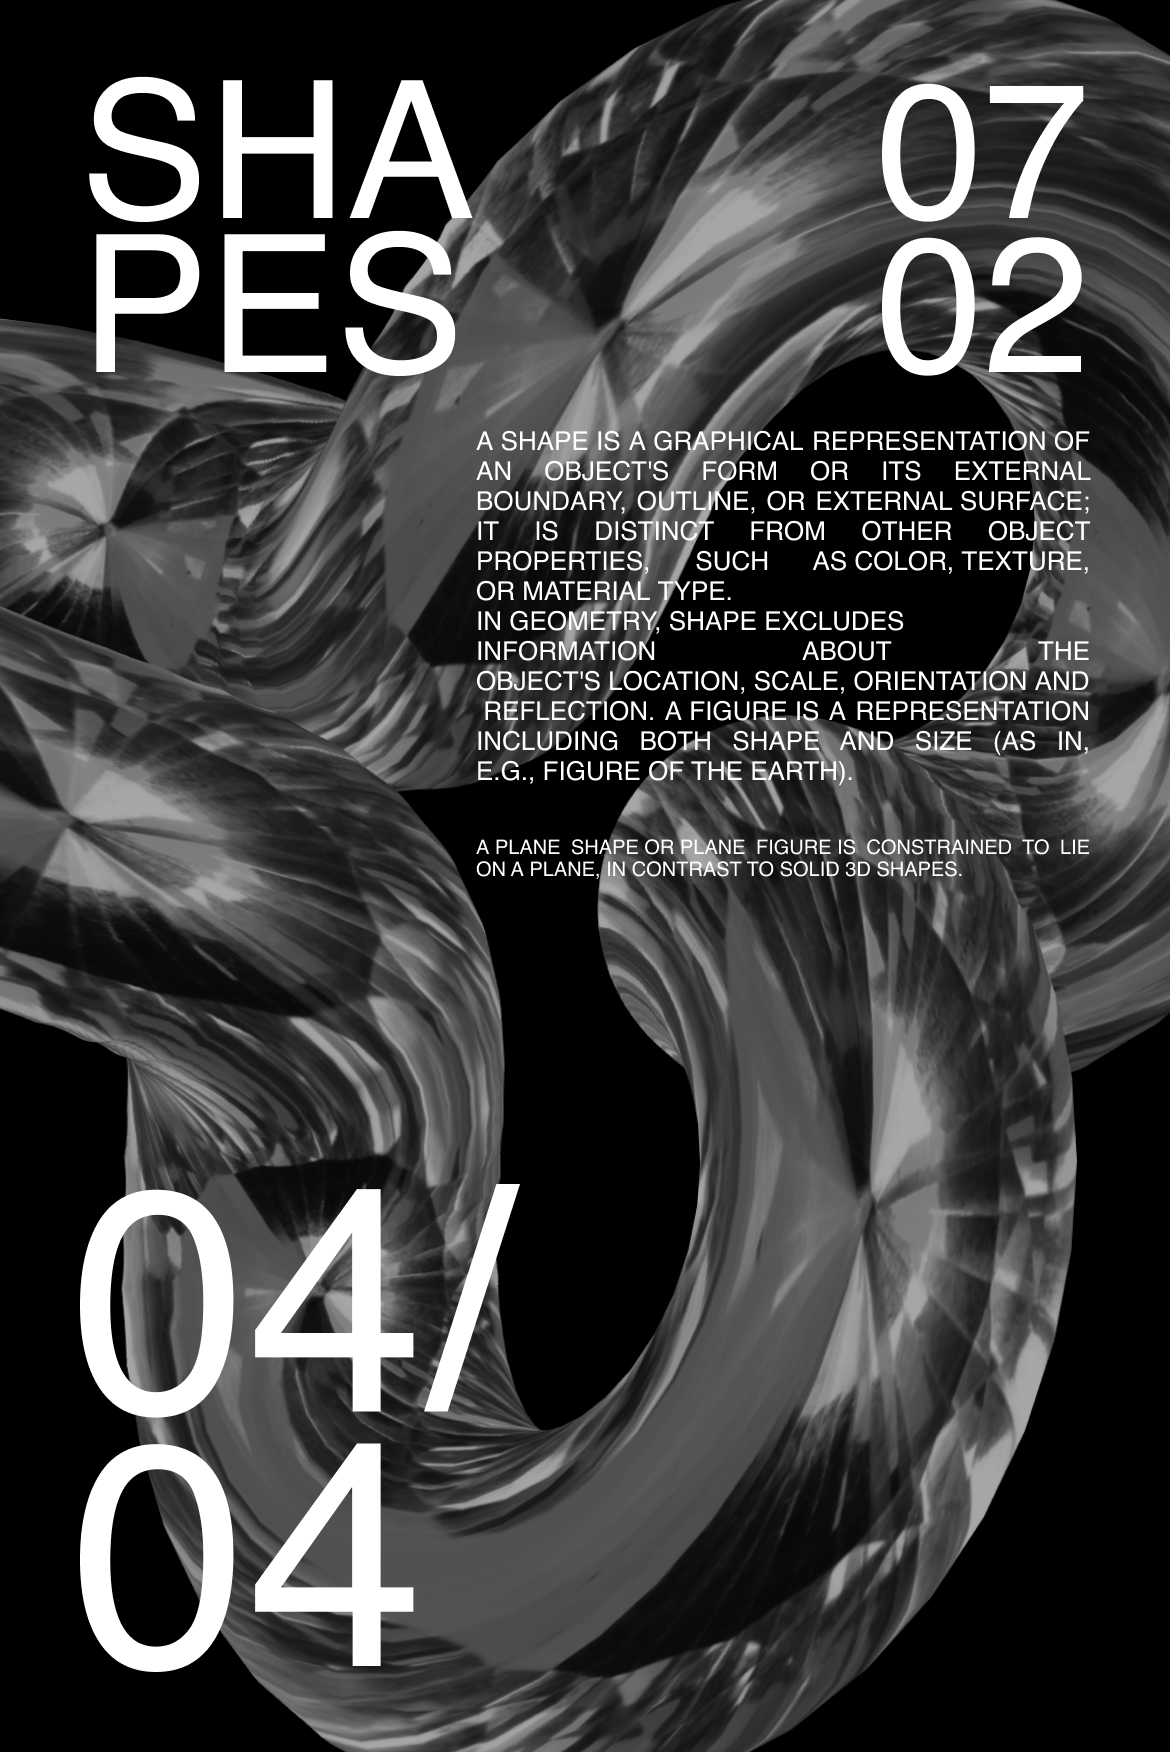 SHA
PES
07
02
A SHAPE IS A GRAPHICAL REPRESENTATION OF
AN OBJECT'S FORM OR ITS EXTERNAL
BOUNDARY, OUTLINE, OR EXTERNAL SURFACE;
IT IS DISTINCT FROM OTHER OBJECT
PROPERTIES, SUCH AS COLOR, TEXTURE,
OR MATERIAL TYPE.
IN GEOMETRY, SHAPE EXCLUDES
INFORMATION ABOUT THE
OBJECT'S LOCATION, SCALE, ORIENTATION AND
REFLECTION. A FIGURE IS A REPRESENTATION
INCLUDING BOTH SHAPE AND SIZE (AS IN,
E.G., FIGURE OF THE EARTH).
A PLANE SHAPE OR PLANE FIGURE IS CONSTRAINED TO LIE
ON A PLANE, IN CONTRAST TO SOLID 3D SHAPES.
04/
04